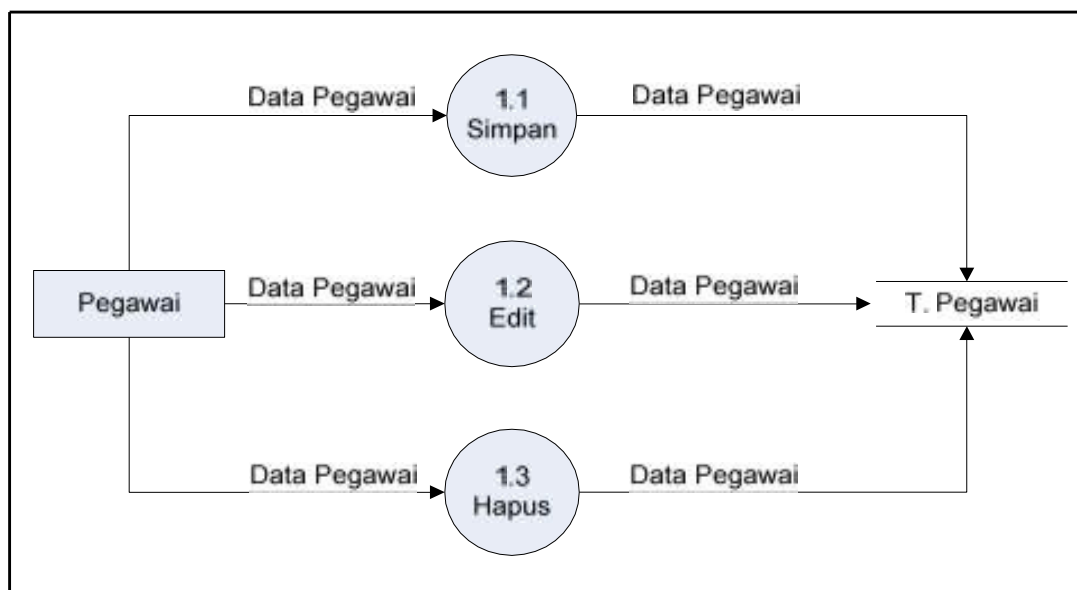 Data Pegawai
1.1
Simpan
Data Pegawai
Pegawai
Data Pegawai
1.2
Edit
Data Pegawai
T. Pegawai
Data Pegawai
1.3
Hapus
Data Pegawai